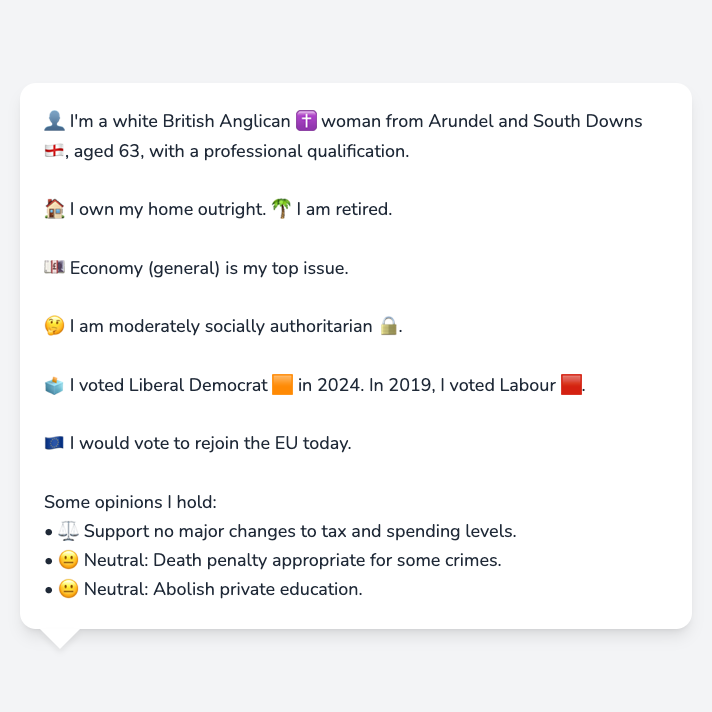 👤 I'm a white British Anglican ✝️ woman from Arundel and South Downs
🏴󠁧󠁢󠁥󠁮󠁧󠁿, aged 63, with a professional qualification.
🏠 I own my home outright. 🌴 I am retired.
💷 Economy (general) is my top issue.
🤔 I am moderately socially authoritarian 🔒.
🗳️ I voted Liberal Democrat 🟧 in 2024. In 2019, I voted Labour 🟥.
🇪🇺 I would vote to rejoin the EU today.
Some opinions I hold:
• ⚖️ Support no major changes to tax and spending levels.
• 😐 Neutral: Death penalty appropriate for some crimes.
• 😐 Neutral: Abolish private education.